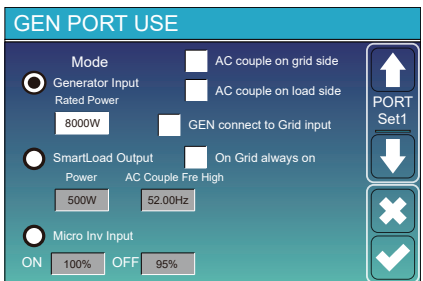 GEN PORT USE
Mode
AC couple on grid side
Generator Input
AC couple on load side
Rated Power
PORT
Set1
8000W
GEN connect to Grid input
SmartLoad Output
On Grid always on
Power
AC Couple Fre High
500W
52.00Hz
Micro Inv Input
ON
100%
OFF
95%